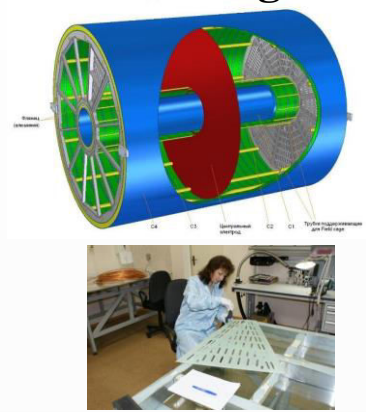 Фланец
(алюминий)
C4
C3
Центральный
электрод
C2
C1
Трубки поддерживающие
для Field cage